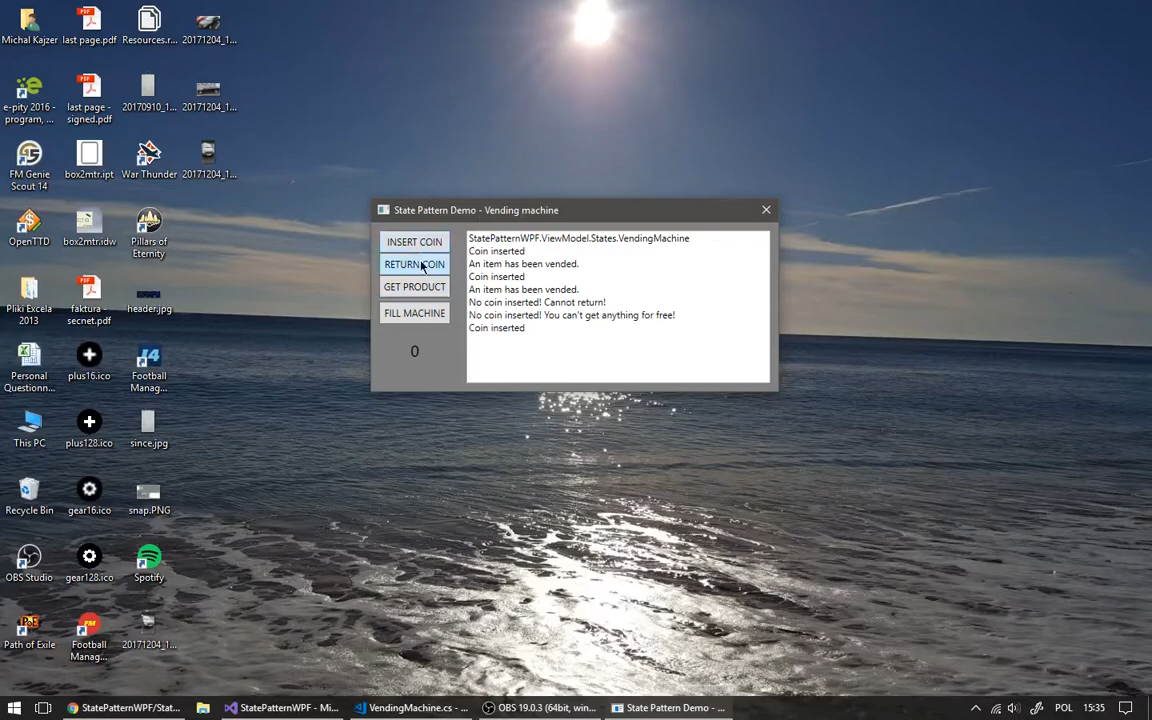 Michal Kajzer
last page.pdf
Resources.r...
20171204_1...
e-pity 2016 -
program, ...
last page -
signed.pdf
20170910_1...
20171204_1...
FM Genie
Scout 14
box2mtr.ipt
War Thunder
20171204_1...
OpenTTD
box2mtr.idw
Pillars of
Eternity
Pliki Excela
2013
faktura -
secnet.pdf
header.jpg
Personal
Questionn...
plus16.ico
Football
Manag...
This PC
plus128.ico
since.jpg
Recycle Bin
gear16.ico
snap.PNG
OBS Studio
gear128.ico
Spotify
Path of Exile
Football
Manag...
20171204_1...
State Pattern Demo - Vending machine
INSERT COIN
RETURN COIN
GET PRODUCT
FILL MACHINE
0
StatePatternWPF.ViewModel.States.VendingMachine
Coin inserted
An item has been vended.
Coin inserted
An item has been vended.
No coin inserted! Cannot return!
No coin inserted! You can't get anything for free!
Coin inserted
StatePatternWPF/Stat...
StatePatternWPF - Mi...
VendingMachine.cs - ...
OBS 19.0.3 (64bit, win...
State Pattern Demo - ...
POL
15:35